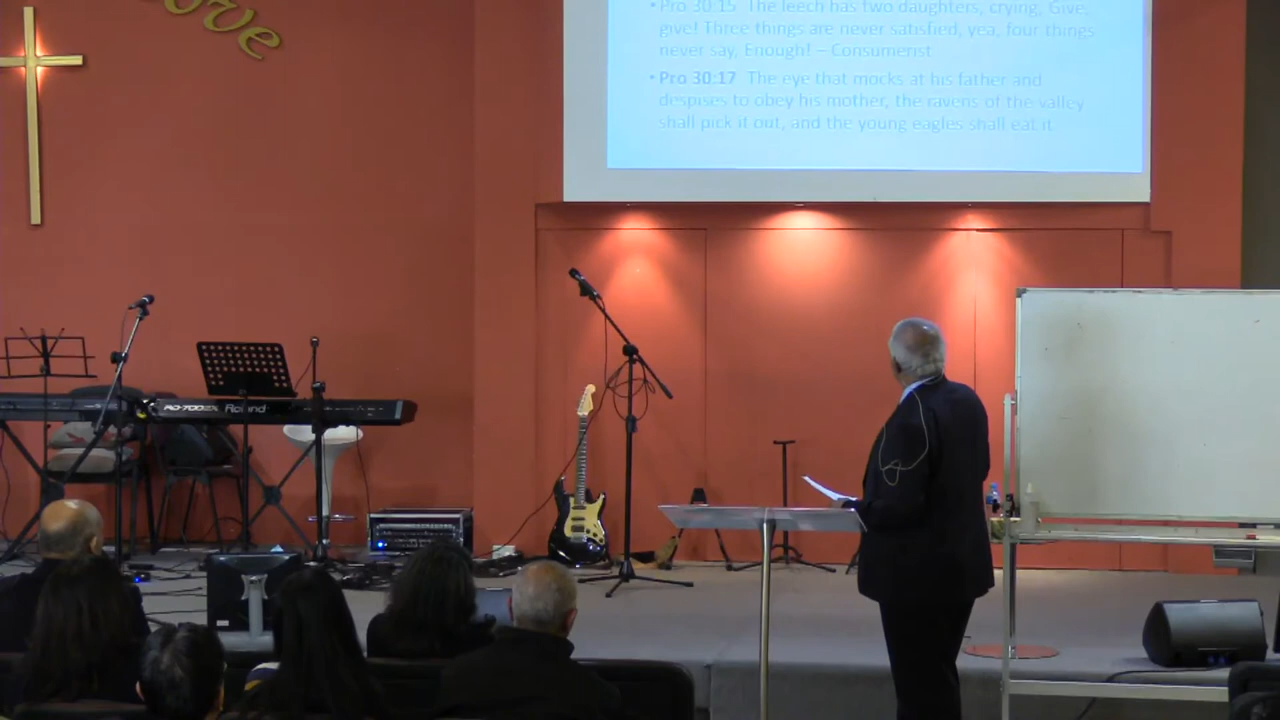 ove
• Pro 30:15 The leech has two daughters, crying, Give,
give! Three things are never satisfied, yea, four things
never say, Enough! – Consumerist
• Pro 30:17 The eye that mocks at his father and
despises to obey his mother, the ravens of the valley
shall pick it out, and the young eagles shall eat it.
RD-700SX Roland